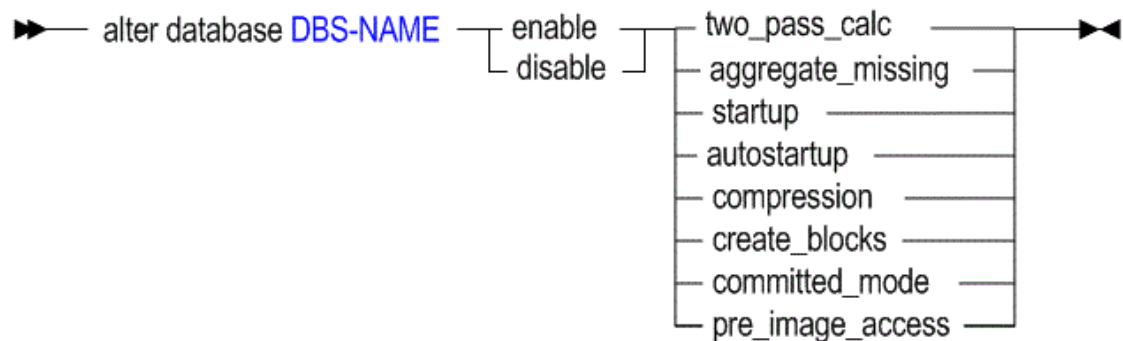 alter database DBS-NAME enable two_pass_calc
disable aggregate_missing
startup
autostartup
compression
create_blocks
committed_mode
pre_image_access